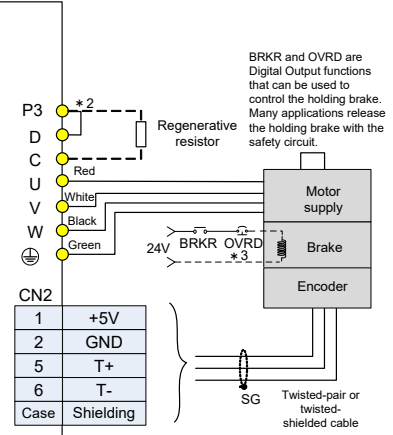 BRKR and OVRD are
Digital Output functions
that can be used to
control the holding brake.
Many applications release
the holding brake with the
safety circuit.
P3
*2
D
C
Regenerative
resistor
U
Red
V
White
W
Black
Green
24V
BRKR
OVRD
*3
Motor
supply
Brake
Encoder
CN2
1 +5V
2 GND
5 T+
6 T-
Case Shielding
SG
Twisted-pair or
twisted-
shielded cable